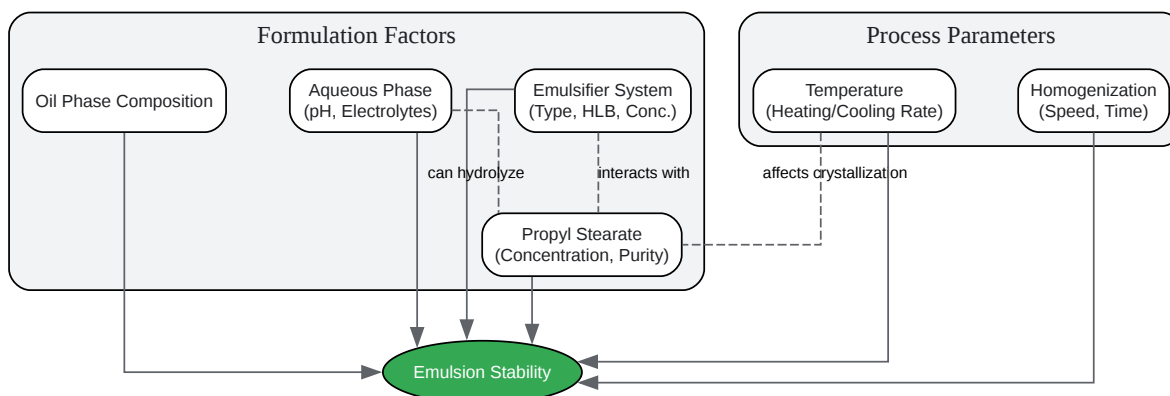 Formulation Factors
Process Parameters
Oil Phase Composition
Aqueous Phase
(pH, Electrolytes)
Emulsifier System
(Type, HLB, Conc.)
Temperature
(Heating/Cooling Rate)
Homogenization
(Speed, Time)
can hydrolyze
interacts with
affects crystallization
Propyl Stearate
(Concentration, Purity)
Emulsion Stability